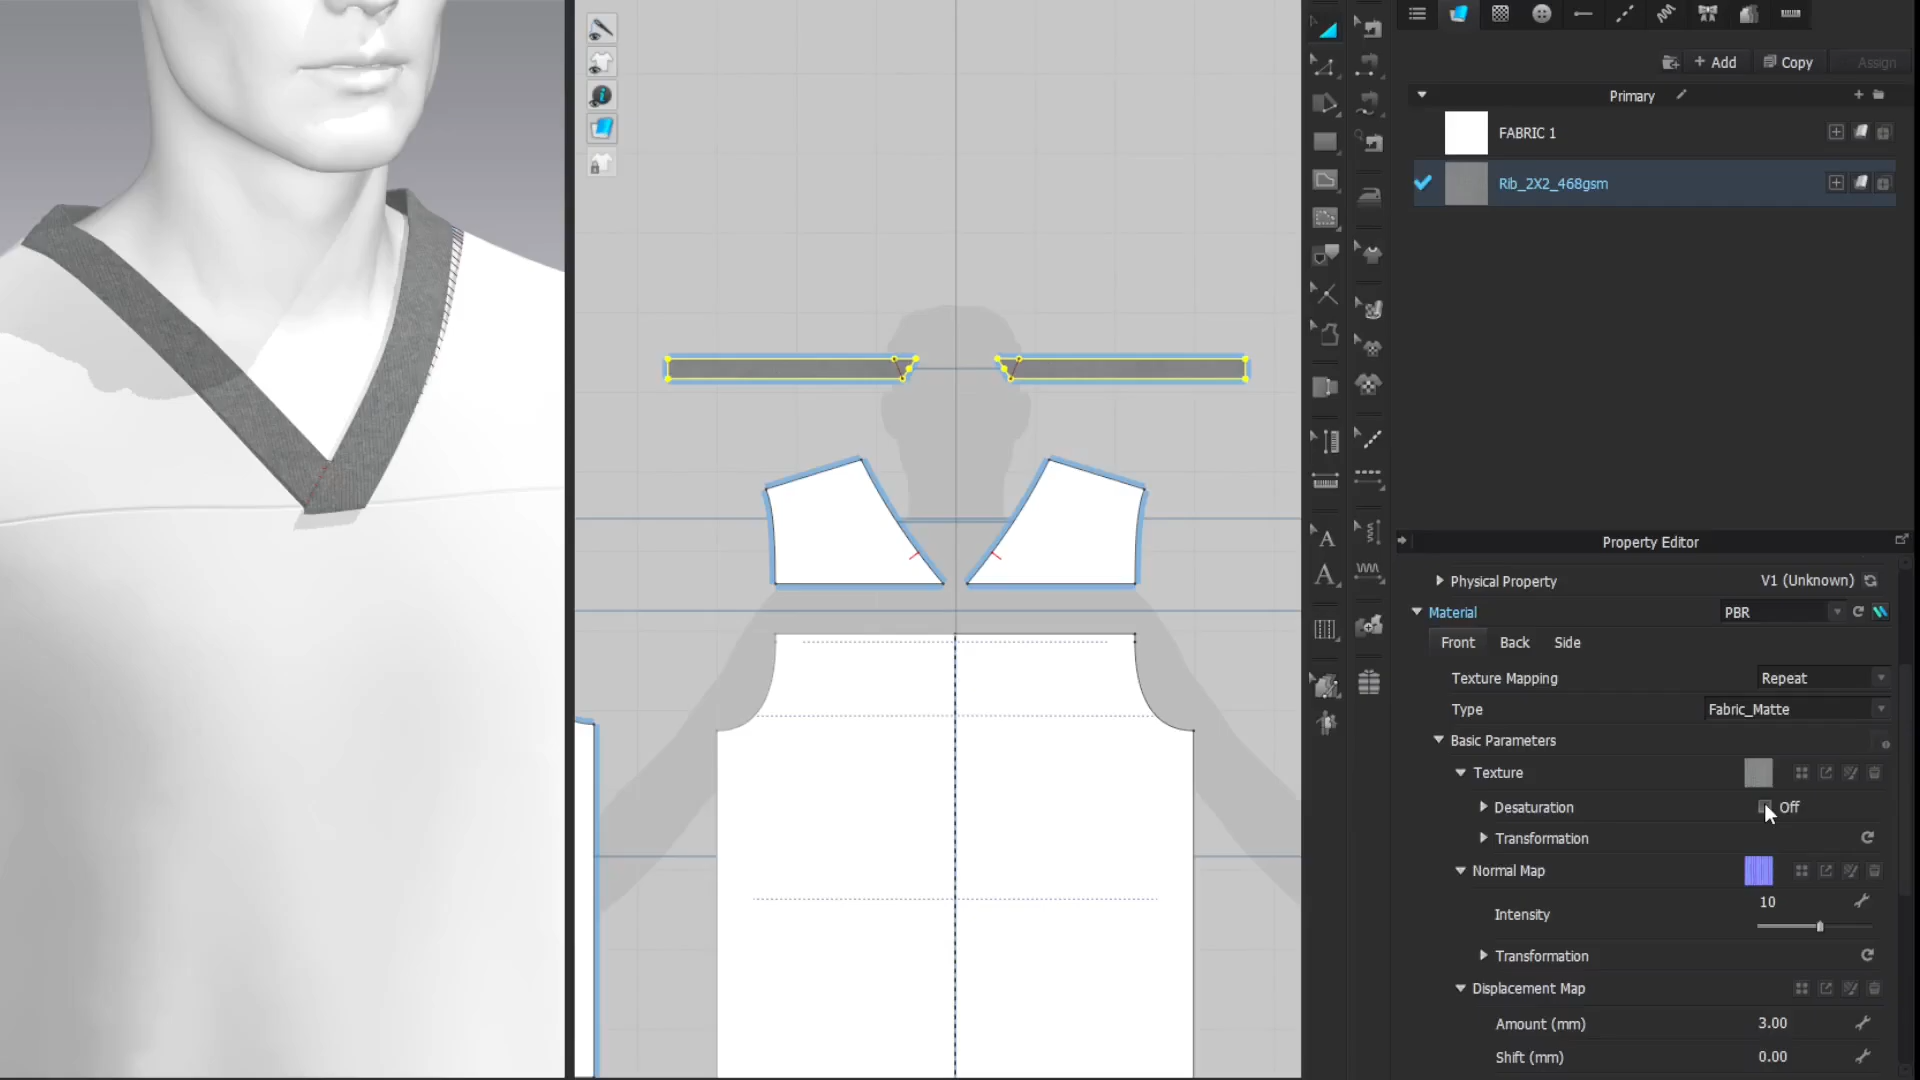 Add
Copy
Assign
Primary
FABRIC 1
Rib_2X2_468gsm
Property Editor
Physical Property V1 (Unknown)
Material PBR
Front Back Side
Texture Mapping Repeat
Type Fabric_Matte
Basic Parameters
Texture
Desaturation Off
Transformation
Normal Map
10
Intensity
Transformation
Displacement Map
Amount (mm) 3.00
Shift (mm) 0.00